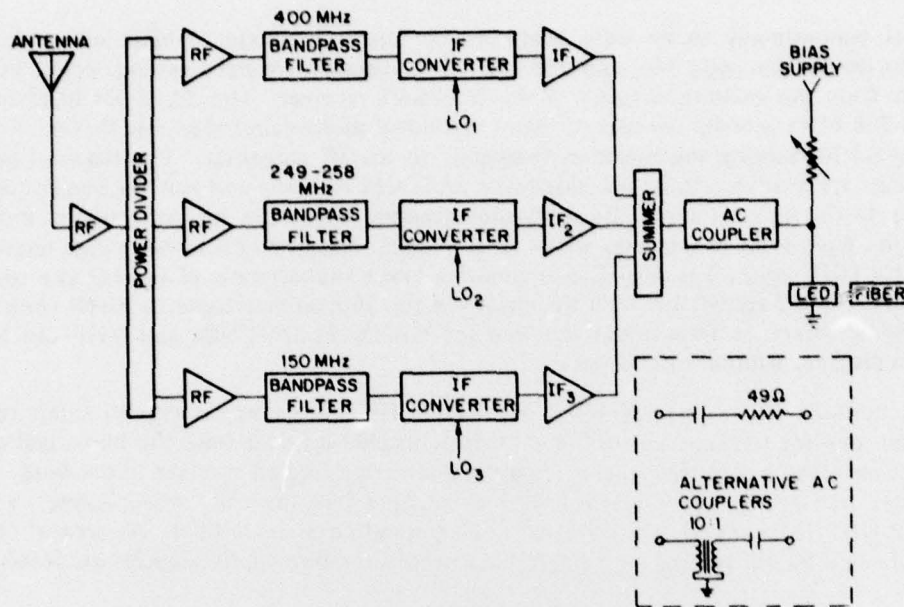 ANTENNA
RF
POWER DIVIDER
RF
400 MHz
BANDPASS
FILTER
IF
CONVERTER
LO1
IF1
RF
249-258
MHz
BANDPASS
FILTER
IF
CONVERTER
LO2
IF2
RF
150 MHz
BANDPASS
FILTER
IF
CONVERTER
LO3
IF3
SUMMER
AC
COUPLER
BIAS
SUPPLY
LED
FIBER
49Ω
ALTERNATIVE AC
COUPLERS
10:1